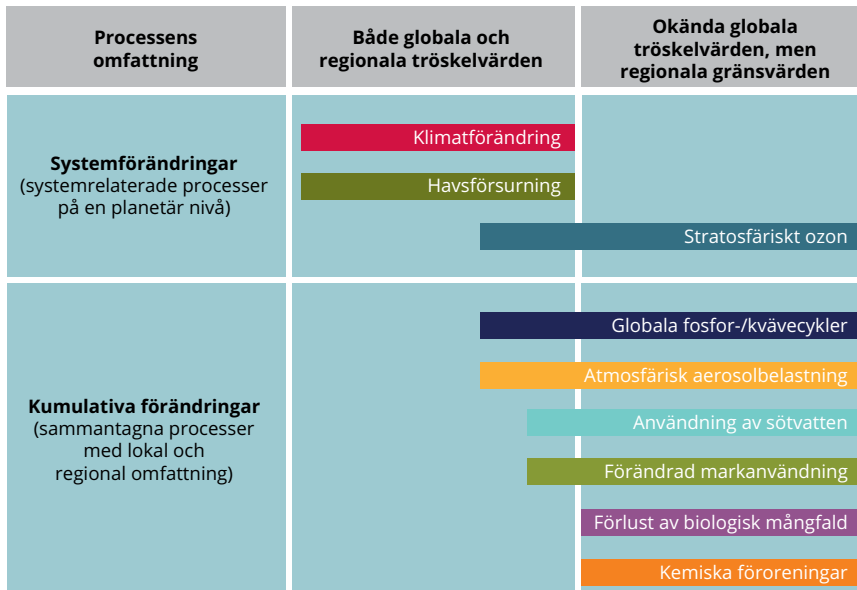 Processens
omfattning
Både globala och
regionala tröskelvärden
Okända globala
tröskelvärden, men
regionala gränsvärden
Systemförändringar
(systemrelaterade processer
på en planetär nivå)
Klimatförändring
Havsförsurning
Stratosfäriskt ozon
Kumulativa förändringar
(sammantagna processer
med lokal och
regional omfattning)
Globala fosfor-/kvävecykler
Atmosfärisk aerosolbelastning
Användning av sötvatten
Förändrad markanvändning
Förlust av biologisk mångfald
Kemiska föroreningar